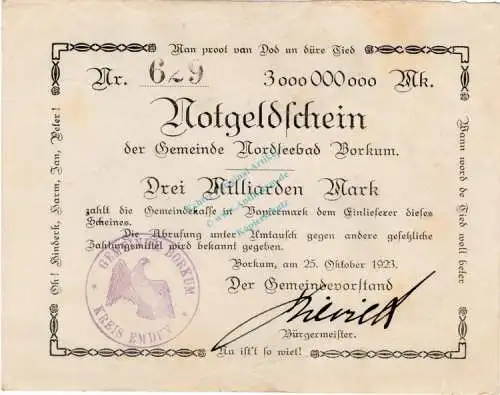 Man proot van Dod un düre Tied
Nr. 629 3000000000 Mk.
Notgeldschein
der Gemeinde Nordseebad Borkum.
Drei Milliarden Mark
zahlt die Gemeindekasse in Papiermark dem Einlieferer dieses
Scheines.
Die Abrufung unter Umtausch gegen andere gesetzliche
Zahlungsmittel wird bekannt gegeben.
Borkum, am 25. Oktober 1923.
Der Gemeindevorstand
Bürgermeister.
Nu ist't so wiet!
Oh! Hinderk, Harm, Jan, Peter!
Wann word de Tied woll beter
GEMEINDE BORKUM
KREIS EMDEN